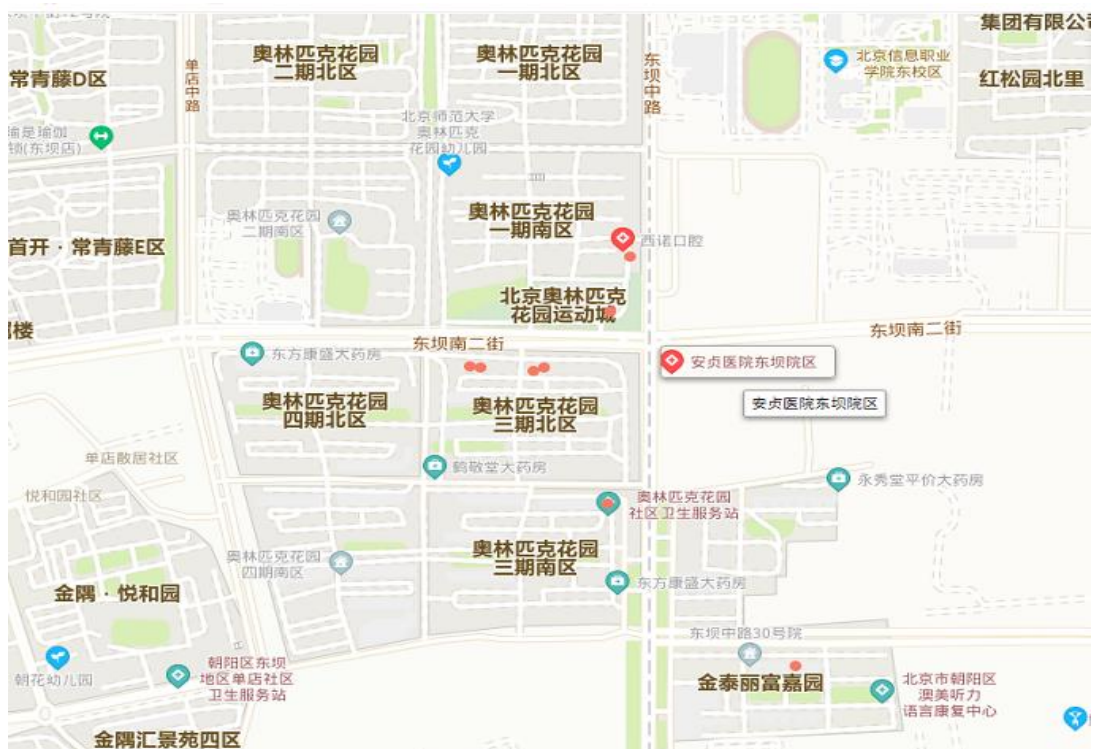 集团有限公司
奥林匹克花园
二期北区
奥林匹克花园
一期北区
常青藤D区
单店中路
东坝中路
北京信息职业
学院东校区
红松园北里
北京师范大学
奥林匹克
花园幼儿园
(东坝店)
奥林匹克花园
二期南区
奥林匹克花园
一期南区
西诺口腔
首开·常青藤E区
北京奥林匹克
花园运动城
楼
东坝南二街
东坝南二街
东方康盛大药房
安贞医院东坝院区
安贞医院东坝院区
奥林匹克花园
四期北区
奥林匹克花园
三期北区
单店散居社区
鹤敬堂大药房
永秀堂平价大药房
悦和园社区
奥林匹克花园
社区卫生服务站
奥林匹克花园
四期南区
奥林匹克花园
三期南区
东方康盛大药房
金隅·悦和园
东坝中路30号院
朝花幼儿园
朝阳区东坝
地区单店社区
卫生服务站
金泰丽富嘉园
北京市朝阳区
澳美听力
语言康复中心
金隅汇景苑四区